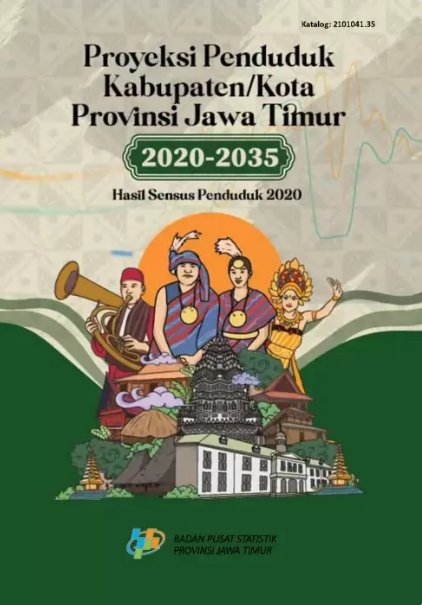 Katalog: 2101041.35
Proyeksi Penduduk
Kabupaten/Kota
Provinsi Jawa Timur
2020-2035
Hasil Sensus Penduduk 2020
BADAN PUSAT STATISTIK
PROVINSI JAWA TIMUR